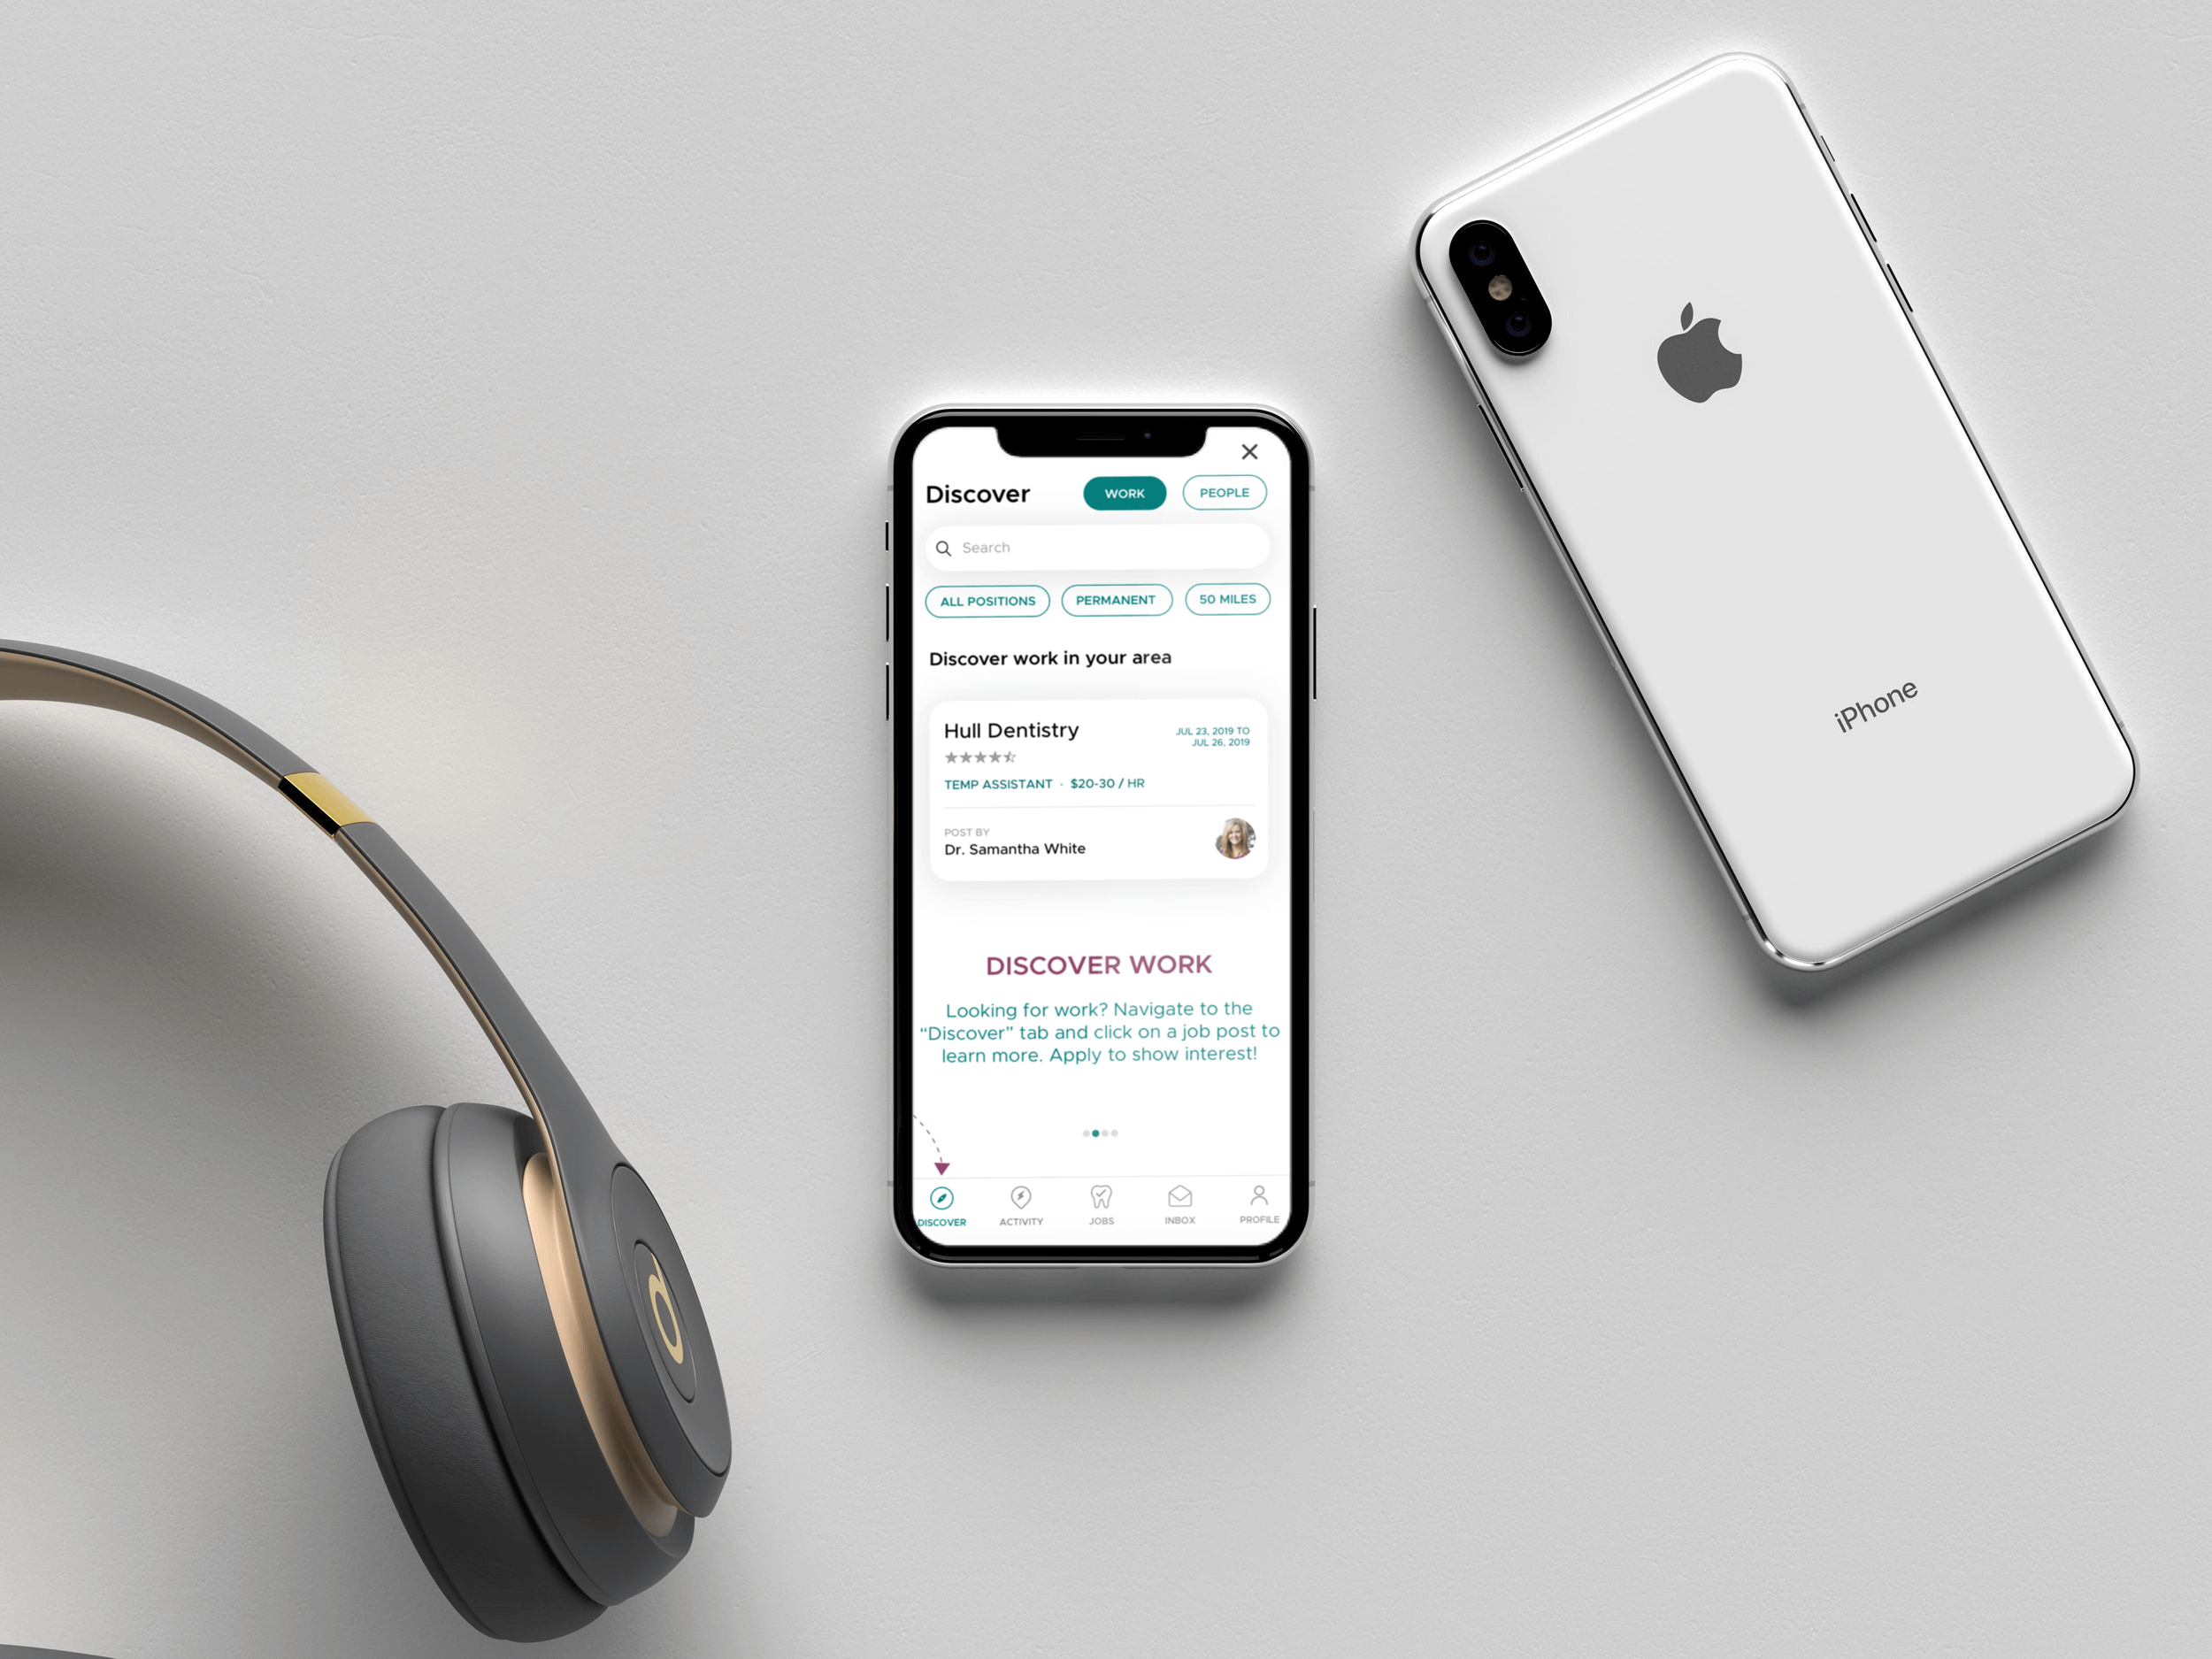 Discover
WORK
PEOPLE
Search
ALL POSITIONS
PERMANENT
50 MILES
Discover work in your area
Hull Dentistry
JUL 23, 2019 TO
JUL 26, 2019
TEMP ASSISTANT · $20-30 / HR
POST BY
Dr. Samantha White
DISCOVER WORK
Looking for work? Navigate to the
“Discover” tab and click on a job post to
learn more. Apply to show interest!
DISCOVER
ACTIVITY
JOBS
INBOX
PROFILE
iPhone